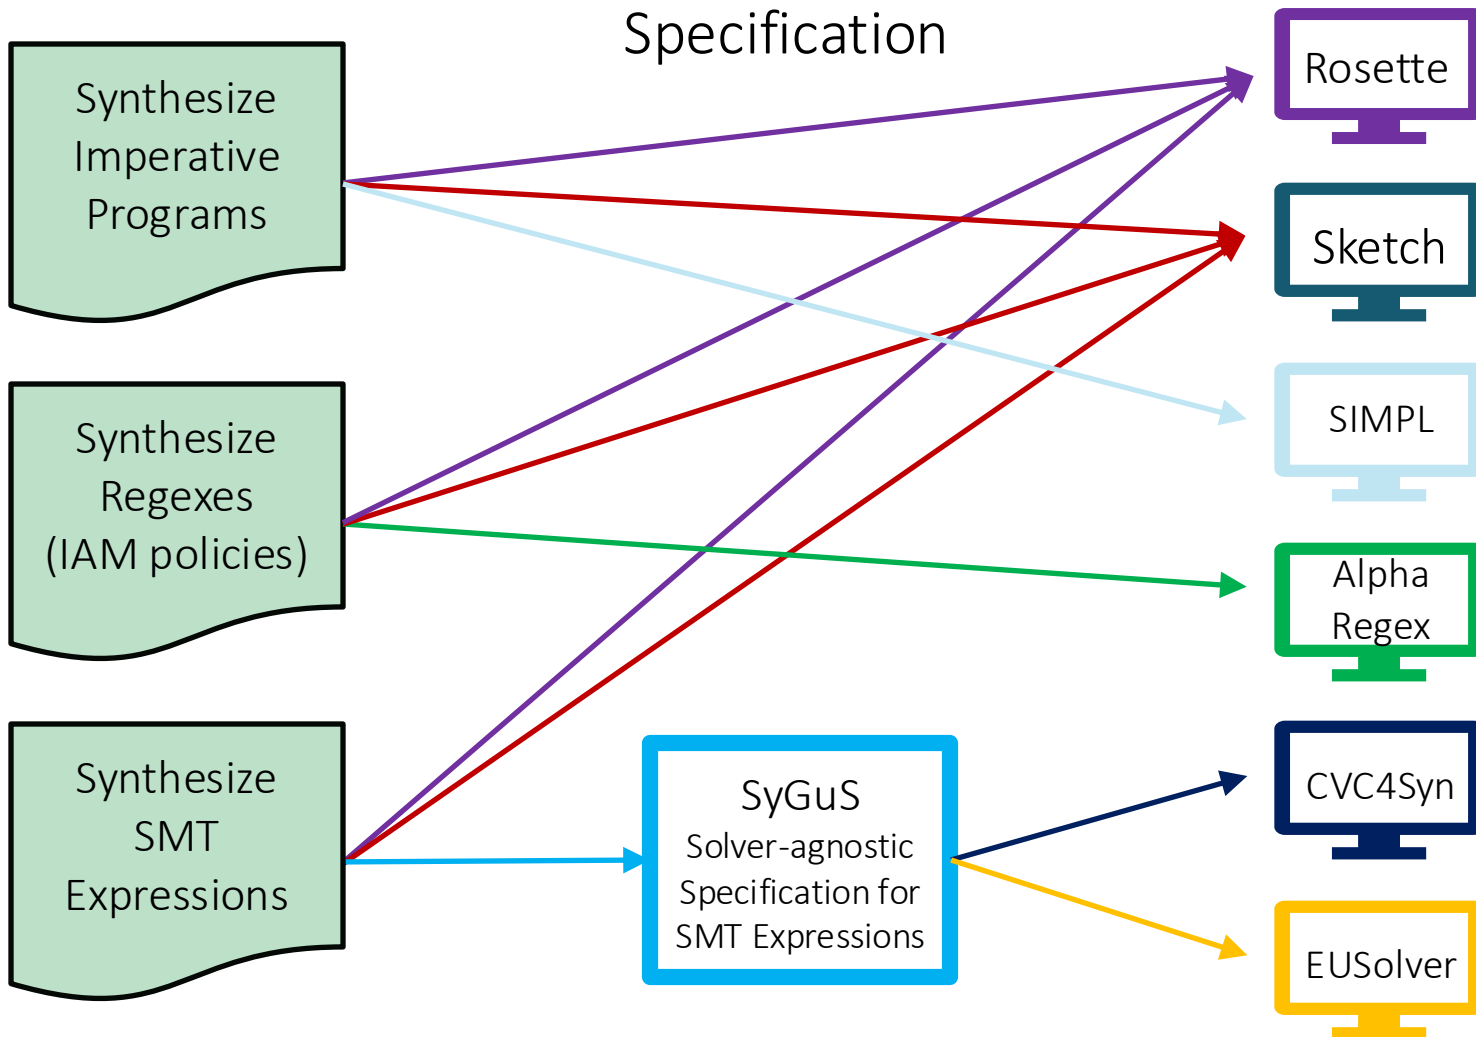 Specification
Synthesize
Imperative
Programs
Synthesize
Regexes
(IAM policies)
Synthesize
SMT
Expressions
SyGuS
Solver-agnostic
Specification for
SMT Expressions
Rosette
Sketch
SIMPL
Alpha
Regex
CVC4Syn
EUSolver